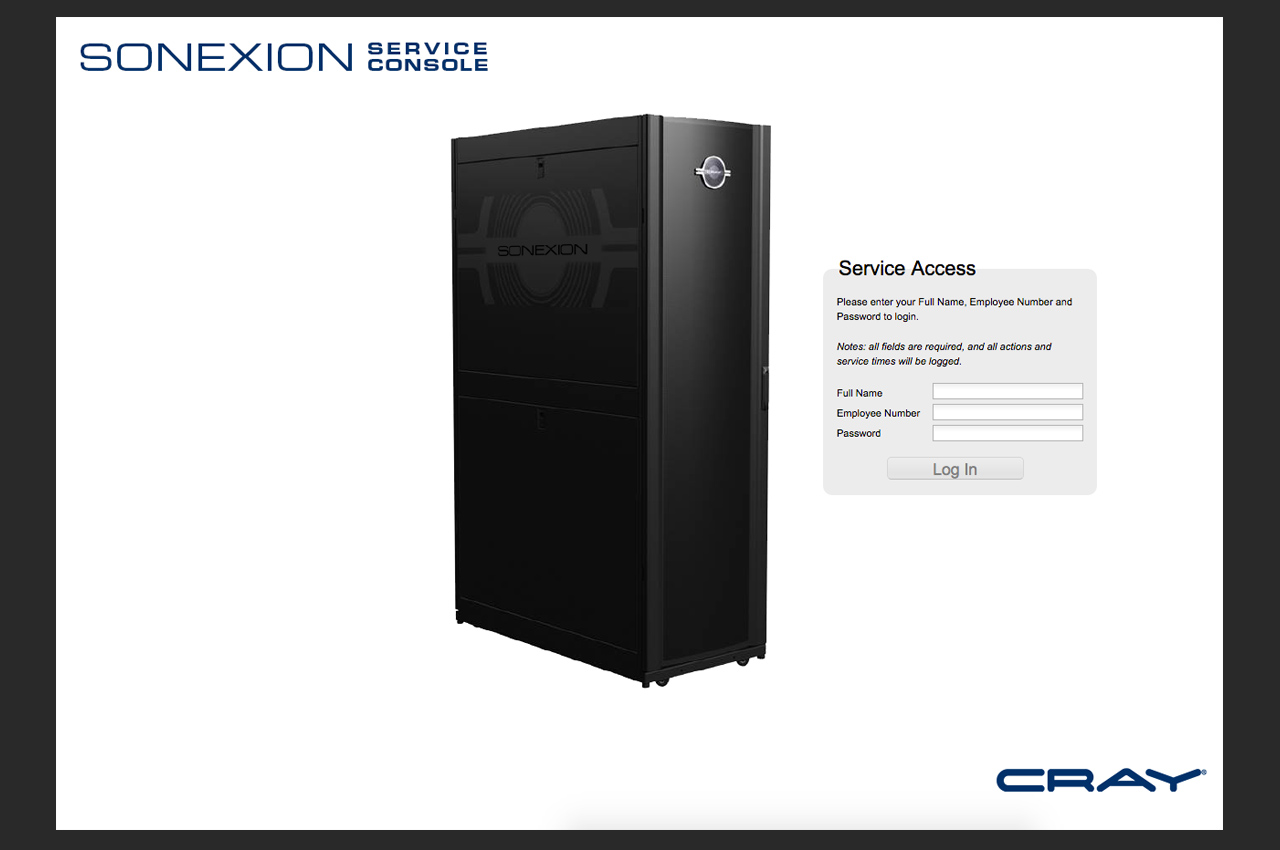 SONEXION SERVICE CONSOLE
SONEXION
Service Access
Please enter your Full Name, Employee Number and
Password to login.
Notes: all fields are required, and all actions and
service times will be logged.
Full Name
Employee Number
Password
Log In
CRAY®